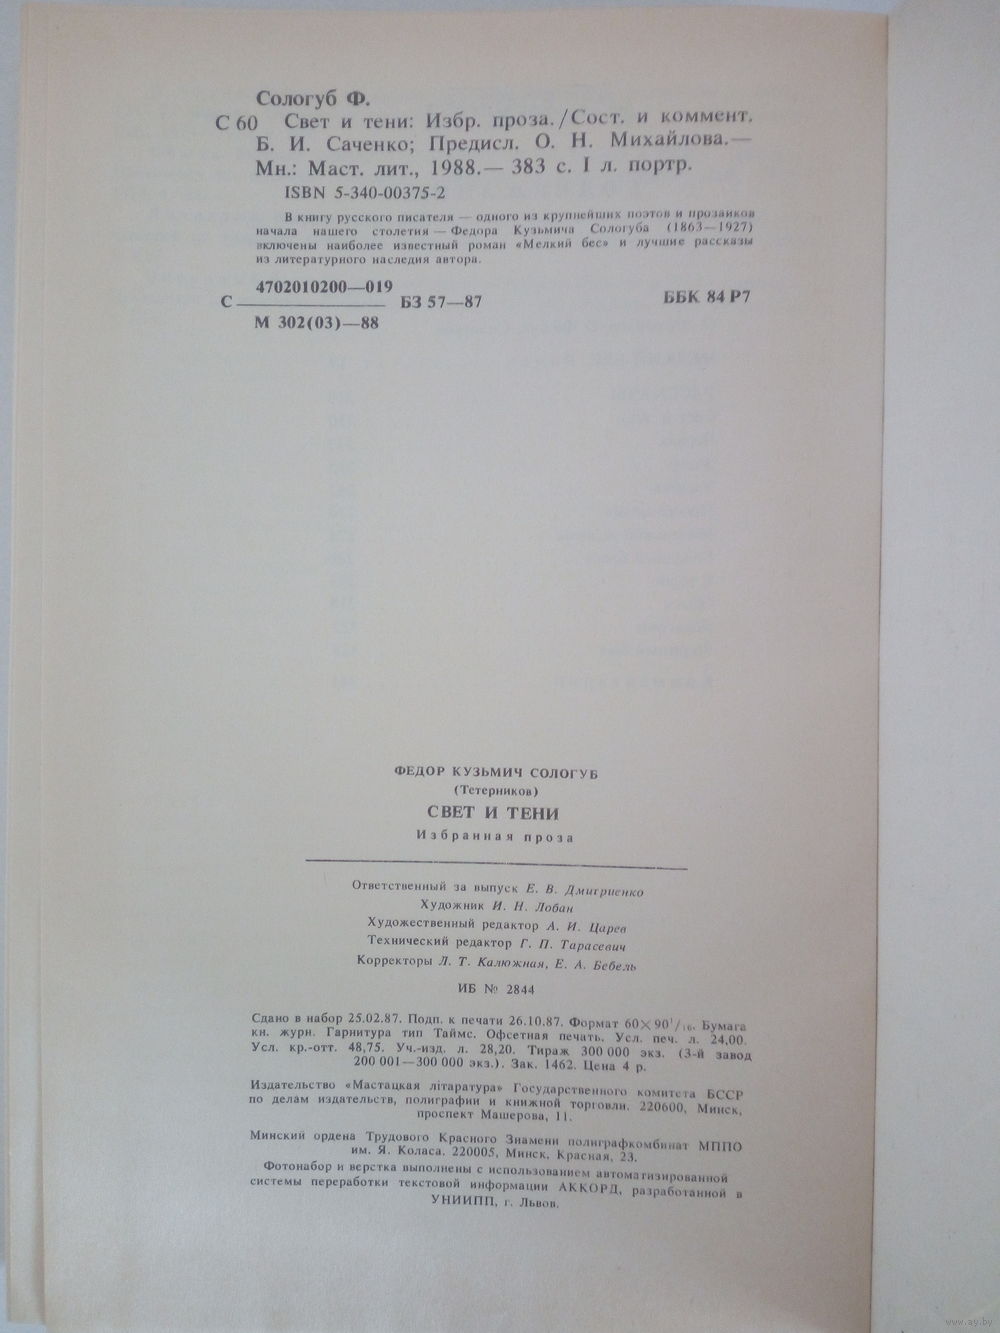 Сологуб Ф.
С 60 Свет и тени: Избр. проза./Сост. и коммент.
Б. И. Саченко; Предисл. О. Н. Михайлова.—
Мн.: Маст. лит., 1988.— 383 с. 1 л. портр.
ISBN 5-340-00375-2
В книгу русского писателя — одного из крупнейших поэтов и прозаиков
начала нашего столетия — Федора Кузьмича Сологуба (1863—1927)
включены наиболее известный роман «Мелкий бес» и лучшие рассказы
из литературного наследия автора.
4702010200—019
С ———— БЗ 57—87 ББК 84 Р7
М 302(03)—88
ФЕДОР КУЗЬМИЧ СОЛОГУБ
(Тетерников)
СВЕТ И ТЕНИ
Избранная проза
Ответственный за выпуск Е. В. Дмитриенко
Художник И. Н. Лобан
Художественный редактор А. И. Царев
Технический редактор Г. П. Тарасевич
Корректоры Л. Т. Калюжная, Е. А. Бебель
ИБ № 2844
Сдано в набор 25.02.87. Подп. к печати 26.10.87. Формат 60×90¹/₁₆. Бумага
кн. журн. Гарнитура тип Таймс. Офсетная печать. Усл. печ. л. 24,00.
Усл. кр.-отт. 48,75. Уч.-изд. л. 28,20. Тираж 300 000 экз. (3-й завод
200 001—300 000 экз.). Зак. 1462. Цена 4 р.
Издательство «Мастацкая літаратура» Государственного комитета БССР
по делам издательств, полиграфии и книжной торговли. 220600, Минск,
проспект Машерова, 11.
Минский ордена Трудового Красного Знамени полиграфкомбинат МППО
им. Я. Коласа. 220005, Минск, Красная, 23.
Фотонабор и верстка выполнены с использованием автоматизированной
системы переработки текстовой информации АККОРД, разработанной в
УНИИПП, г. Львов.
www.ay.by